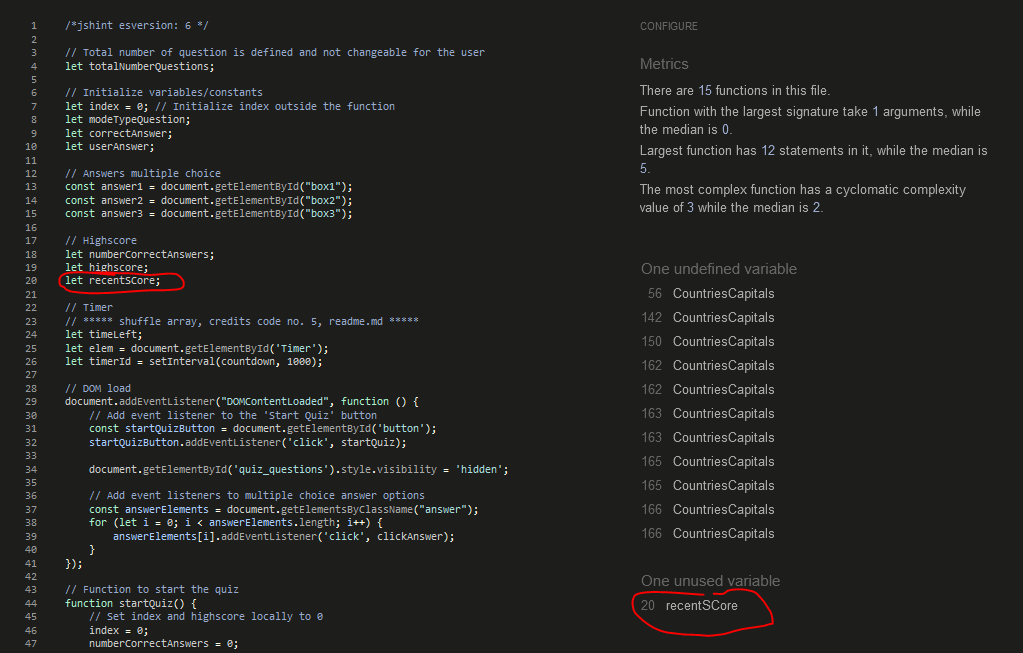 1 /*jshint esversion: 6 */
2
3 // Total number of question is defined and not changeable for the user
4 let totalNumberQuestions;
5
6 // Initialize variables/constants
7 let index = 0; // Initialize index outside the function
8 let modeTypeQuestion;
9 let correctAnswer;
10 let userAnswer;
11
12 // Answers multiple choice
13 const answer1 = document.getElementById("box1");
14 const answer2 = document.getElementById("box2");
15 const answer3 = document.getElementById("box3");
16
17 // Highscore
18 let numberCorrectAnswers;
19 let highscore;
20 let recentSCore;
21
22 // Timer
23 // ***** shuffle array, credits code no. 5, readme.md *****
24 let timeLeft;
25 let elem = document.getElementById('Timer');
26 let timerId = setInterval(countdown, 1000);
27
28 // DOM load
29 document.addEventListener("DOMContentLoaded", function () {
30     // Add event listener to the 'Start Quiz' button
31     const startQuizButton = document.getElementById('button');
32     startQuizButton.addEventListener('click', startQuiz);
33
34     document.getElementById('quiz_questions').style.visibility = 'hidden';
35
36     // Add event listeners to multiple choice answer options
37     const answerElements = document.getElementsByClassName("answer");
38     for (let i = 0; i < answerElements.length; i++) {
39         answerElements[i].addEventListener('click', clickAnswer);
40     }
41 });
42
43 // Function to start the quiz
44 function startQuiz() {
45     // Set index and highscore locally to 0
46     index = 0;
47     numberCorrectAnswers = 0;
CONFIGURE
Metrics
There are 15 functions in this file.
Function with the largest signature take 1 arguments, while
the median is 0.
Largest function has 12 statements in it, while the median is
5.
The most complex function has a cyclomatic complexity
value of 3 while the median is 2.
One undefined variable
56 CountriesCapitals
142 CountriesCapitals
150 CountriesCapitals
162 CountriesCapitals
162 CountriesCapitals
163 CountriesCapitals
163 CountriesCapitals
165 CountriesCapitals
165 CountriesCapitals
166 CountriesCapitals
166 CountriesCapitals
One unused variable
20 recentSCore